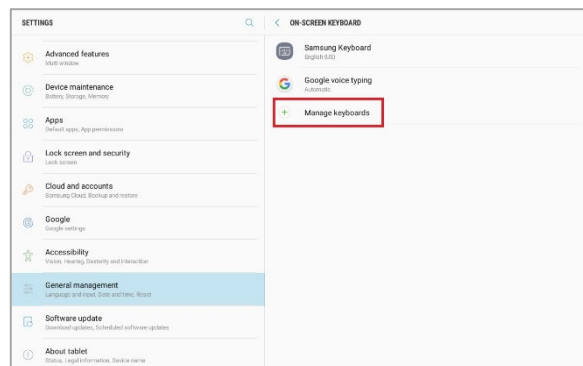 SETTINGS
Advanced features
Multi window
Device maintenance
Battery, Storage, Memory
Apps
Default apps, App permissions
Lock screen and security
Lock screen
Cloud and accounts
Samsung Cloud, Backup and restore
Google
Google settings
Accessibility
Vision, Hearing, Dexterity and interaction
General management
Language and input, Date and time, Reset
Software update
Download updates, Scheduled software updates
About tablet
Status, Legal information, Device name
ON-SCREEN KEYBOARD
Samsung Keyboard
English (US)
Google voice typing
Automatic
Manage keyboards